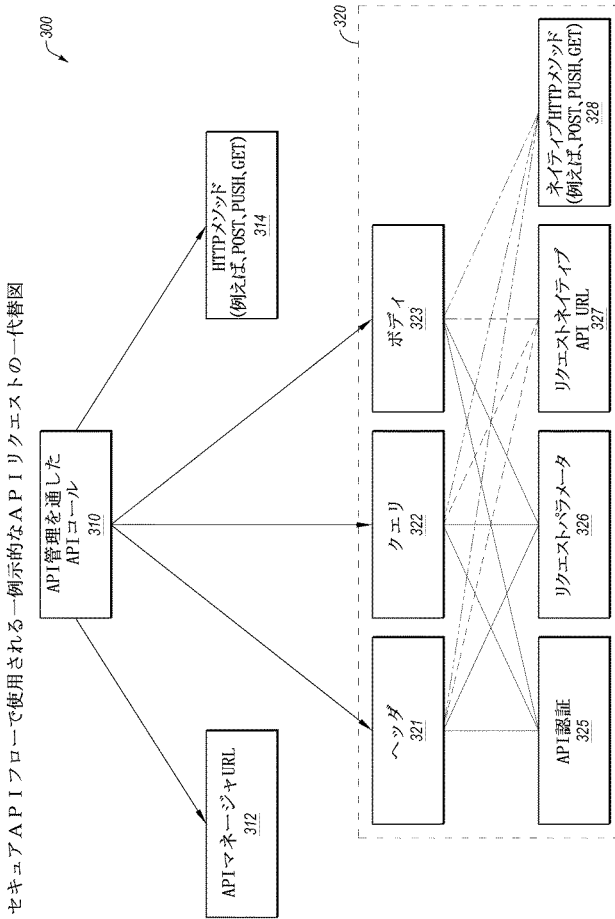 セキュアAPIフローで使用される一例示的なAPIリクエストの一代替図
300
API管理を通した
APIコール
310
APIマネージャURL
312
HTTPメソッド
(例えば、POST、PUSH、GET)
314
320
ヘッダ
321
クエリ
322
ボディ
323
API認証
325
リクエストパラメータ
326
リクエストネイティブ
API URL
327
ネイティブHTTPメソッド
(例えば、POST、PUSH、GET)
328